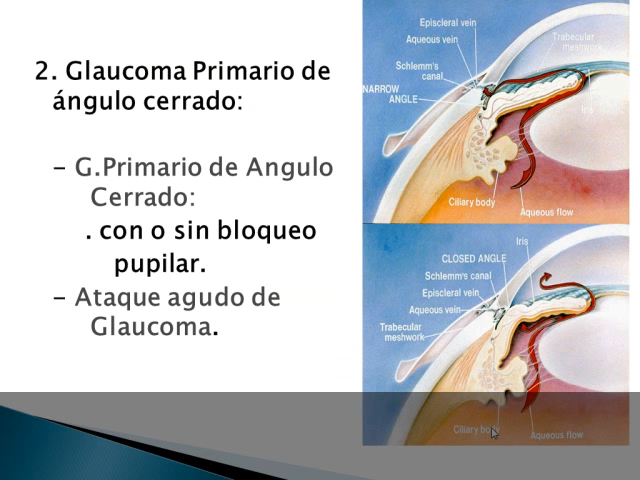 2. Glaucoma Primario de
ángulo cerrado:
– G.Primario de Angulo
Cerrado:
. con o sin bloqueo
pupilar.
– Ataque agudo de
Glaucoma.
Episcleral vein
Aqueous vein
Trabecular
meshwork
Schlemm's
canal
NARROW
ANGLE
Iris
Ciliary body
Aqueous flow
Iris
CLOSED ANGLE
Schlemm's canal
Episcleral vein
Aqueous vein
Trabecular
meshwork
Ciliary body
Aqueous flow